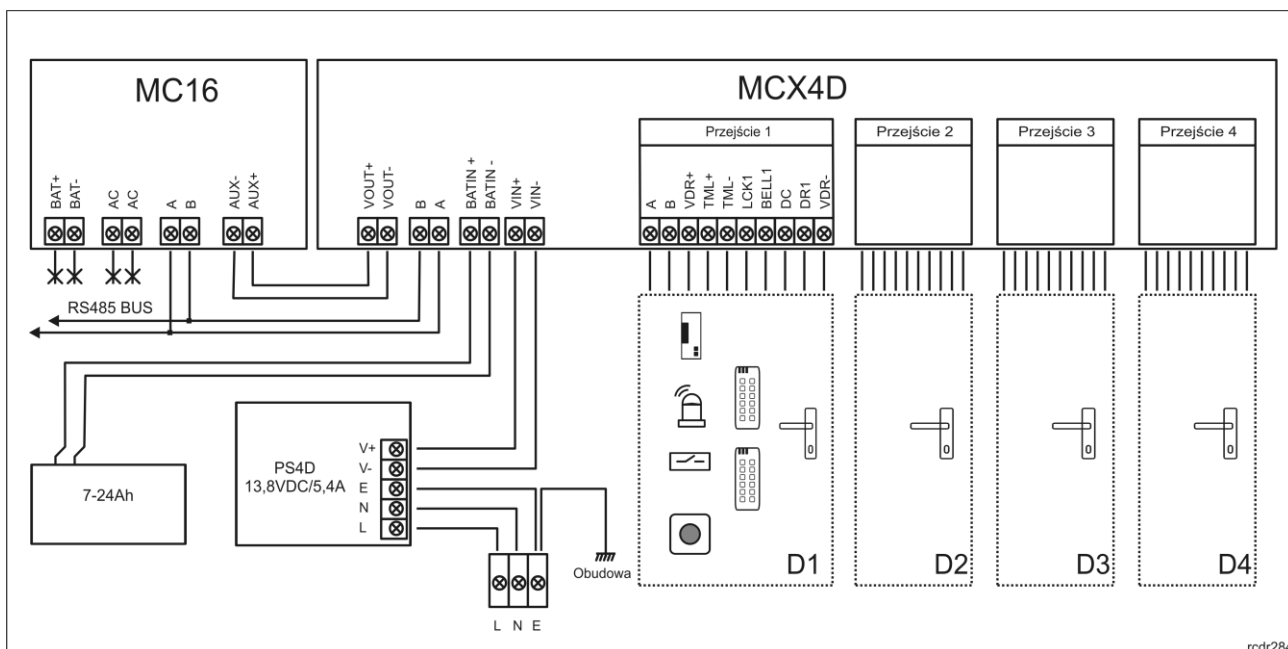 MC16
MCX4D
Przejście 1
Przejście 2
Przejście 3
Przejście 4
BAT+
BAT-
AC
AC
A
B
AUX-
AUX+
VOUT+
VOUT-
B
A
BATIN +
BATIN -
VIN+
VIN-
A
B
VDR+
TML+
TML-
LCK1
BELL1
DC
DR1
VDR-
RS485 BUS
7-24Ah
PS4D
13,8VDC/5,4A
V+
V-
E
N
L
Obudowa
L N E
D1
D2
D3
D4